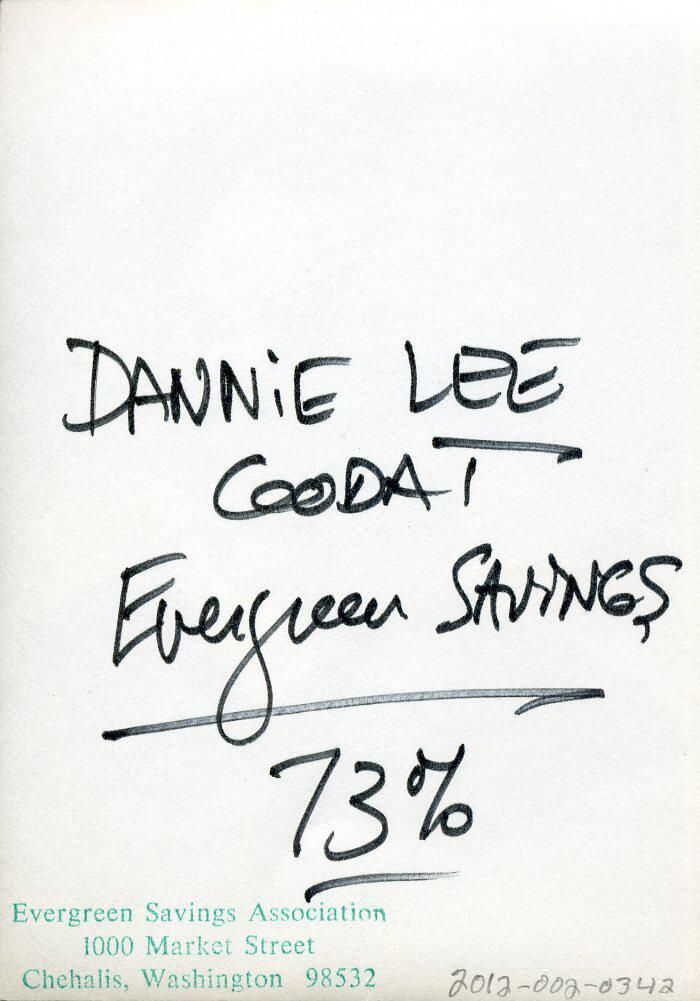 DANNiE LEE
COODAT
Evergreen SAViNGS
73%
Evergreen Savings Association
1000 Market Street
Chehalis, Washington 98532
2012-002-0342